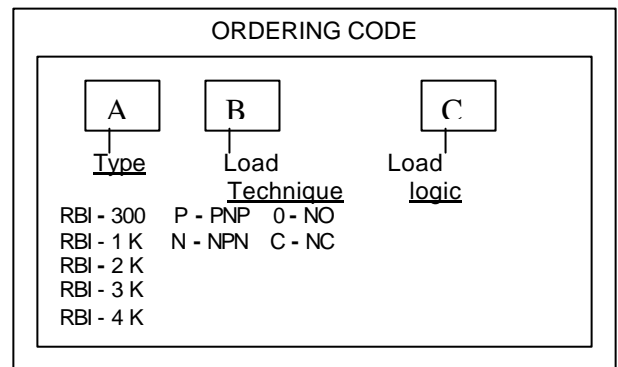 ORDERING CODE
A B C
Type Load Load
Technique logic
RBI - 300 P - PNP 0 - NO
RBI - 1 K N - NPN C - NC
RBI - 2 K
RBI - 3 K
RBI - 4 K